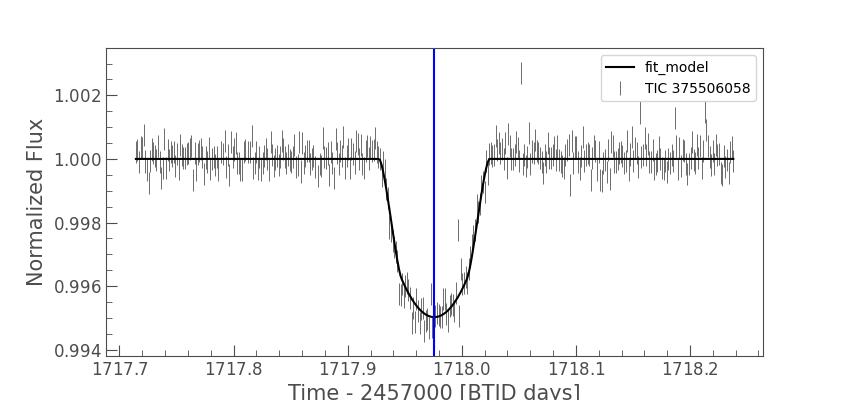 fit_model
TIC 375506058
Normalized Flux
1.002
1.000
0.998
0.996
0.994
1717.7 1717.8 1717.9 1718.0 1718.1 1718.2
Time - 2457000 [BTJD days]